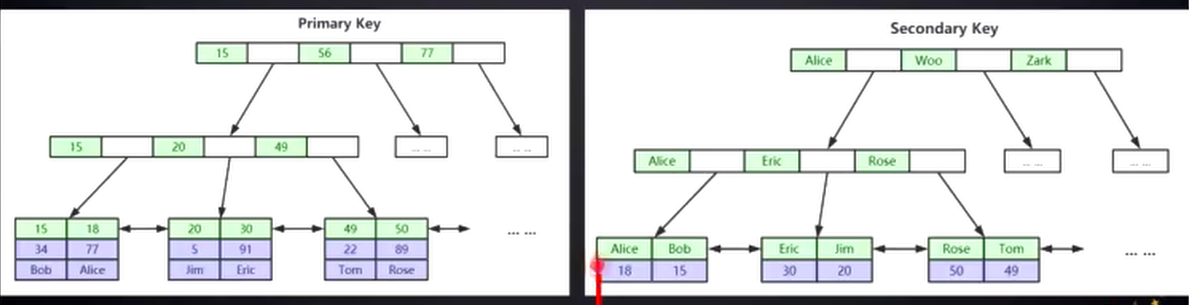 Primary Key
15 56 77
15 20 49 ... ... ... ...
15 18 20 30 49 50 ... ...
34 77 5 91 22 89
Bob Alice Jim Eric Tom Rose
Secondary Key
Alice Woo Zark
Alice Eric Rose ... ... ... ...
Alice Bob Eric Jim Rose Tom ... ...
18 15 30 20 50 49